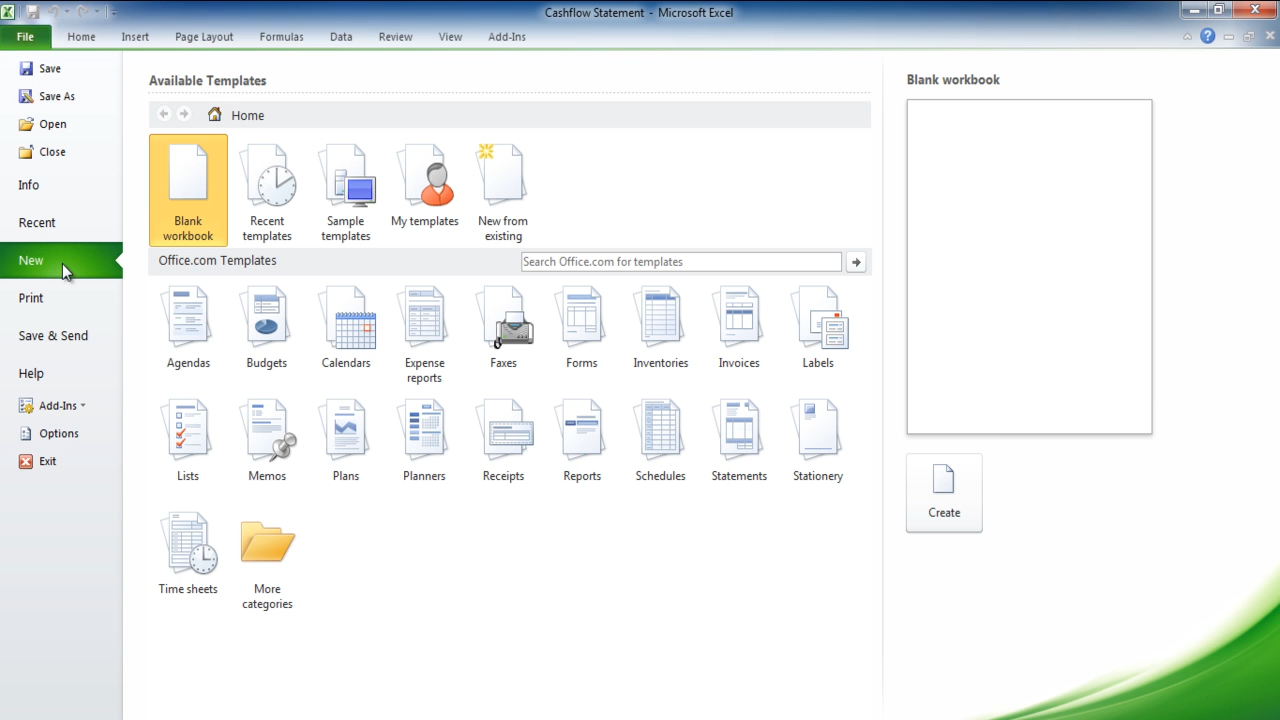 Cashflow Statement - Microsoft Excel
File Home Insert Page Layout Formulas Data Review View Add-Ins
Save
Save As
Open
Close
Info
Recent
New
Print
Save & Send
Help
Add-Ins
Options
Exit
Available Templates
Home
Blank
workbook
Recent
templates
Sample
templates
My templates
New from
existing
Office.com Templates
Search Office.com for templates
Agendas
Budgets
Calendars
Expense
reports
Faxes
Forms
Inventories
Invoices
Labels
Lists
Memos
Plans
Planners
Receipts
Reports
Schedules
Statements
Stationery
Time sheets
More
categories
Blank workbook
Create